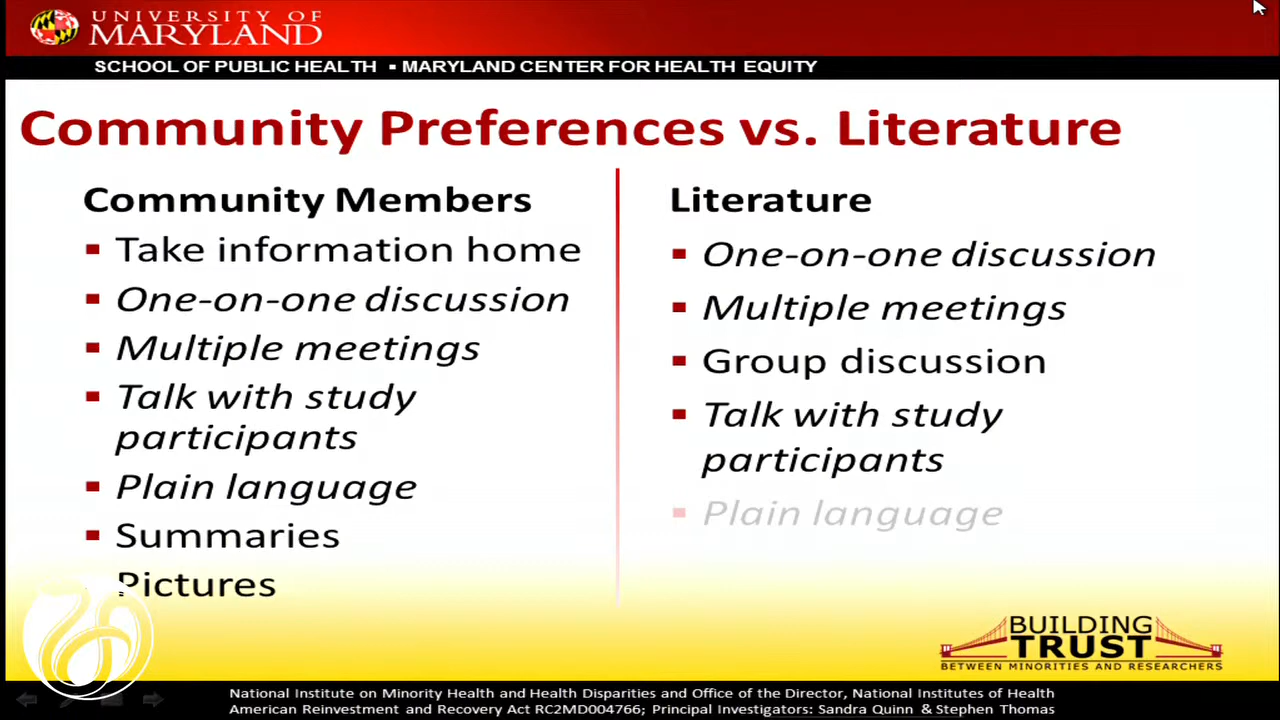 UNIVERSITY OF
MARYLAND
SCHOOL OF PUBLIC HEALTH ▪ MARYLAND CENTER FOR HEALTH EQUITY
Community Preferences vs. Literature
Community Members
▪ Take information home
▪ One-on-one discussion
▪ Multiple meetings
▪ Talk with study
participants
▪ Plain language
▪ Summaries
Pictures
Literature
▪ One-on-one discussion
▪ Multiple meetings
▪ Group discussion
▪ Talk with study
participants
▪ Plain language
BUILDING
TRUST
BETWEEN MINORITIES AND RESEARCHERS
National Institute on Minority Health and Health Disparities and Office of the Director, National Institutes of Health
American Reinvestment and Recovery Act RC2MD004766; Principal Investigators: Sandra Quinn & Stephen Thomas